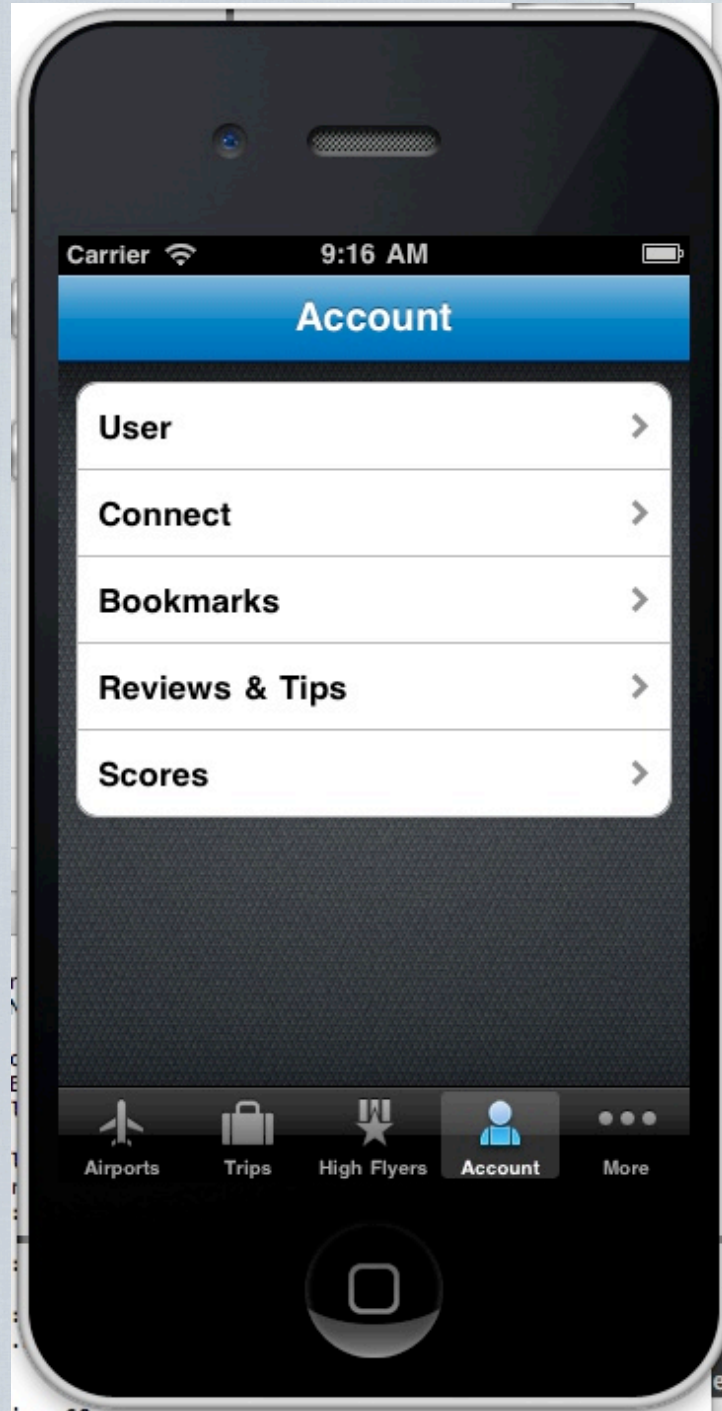 Carrier 9:16 AM
Account
User
Connect
Bookmarks
Reviews & Tips
Scores
Airports Trips High Flyers Account More